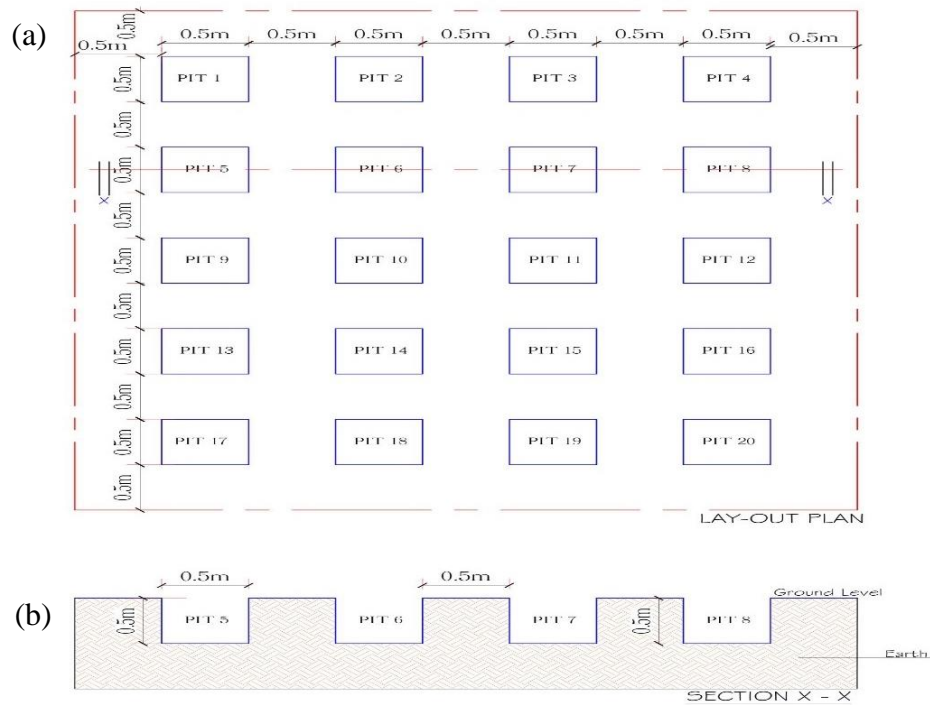 (a)
0.5m
0.5m 0.5m 0.5m 0.5m 0.5m 0.5m 0.5m 0.5m
0.5m
PIT 1 PIT 2 PIT 3 PIT 4
0.5m
0.5m
PIT 5 PIT 6 PIT 7 PIT 8
0.5m
X X
0.5m
PIT 9 PIT 10 PIT 11 PIT 12
0.5m
0.5m
PIT 13 PIT 14 PIT 15 PIT 16
0.5m
0.5m
PIT 17 PIT 18 PIT 19 PIT 20
0.5m
0.5m
LAY-OUT PLAN
0.5m 0.5m
(b)
Ground Level
0.5m PIT 5 PIT 6 PIT 7 0.5m PIT 8
Earth
SECTION X - X